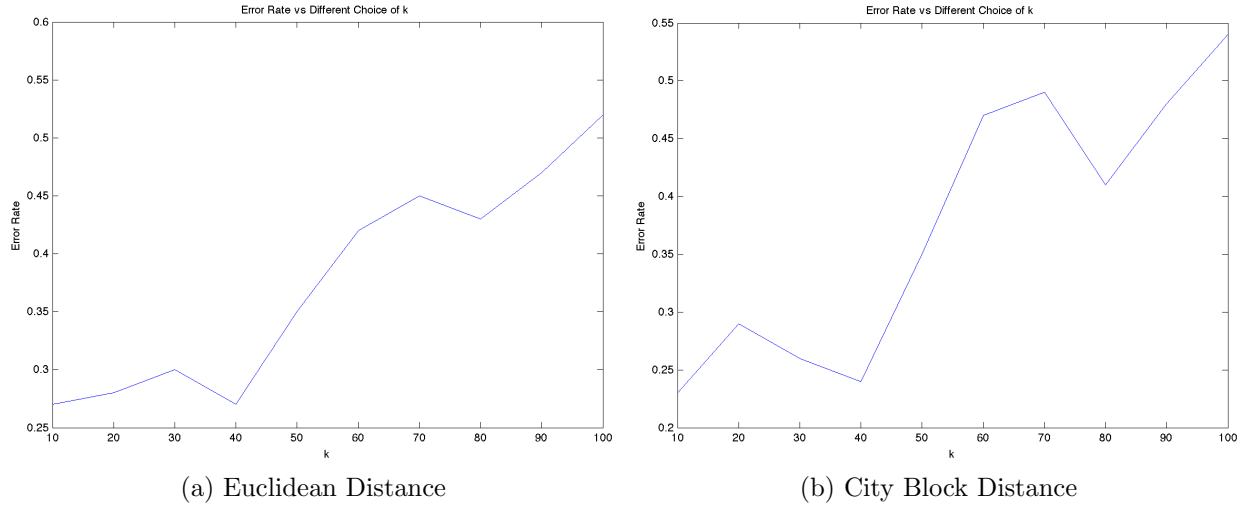 Error Rate vs Different Choice of k
0.6
0.55
0.5
0.45
0.4
0.35
0.3
0.25
Error Rate
10 20 30 40 50 60 70 80 90 100
k
(a) Euclidean Distance
Error Rate vs Different Choice of k
0.55
0.5
0.45
0.4
0.35
0.3
0.25
0.2
Error Rate
10 20 30 40 50 60 70 80 90 100
k
(b) City Block Distance